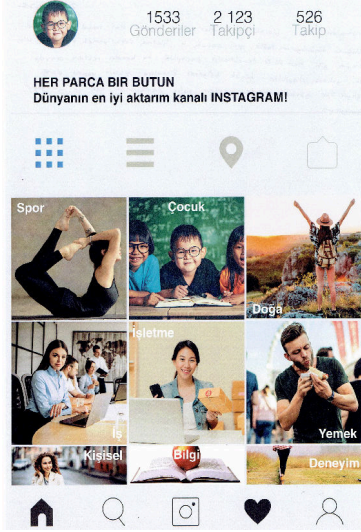 1533 2 123 526
Gönderiler Takipçi Takip
HER PARCA BIR BUTUN
Dünyanın en iyi aktarım kanalı INSTAGRAM!
Spor
Çocuk
Doğa
İş
İşletme
Yemek
Kişisel
Bilgi
Deneyim